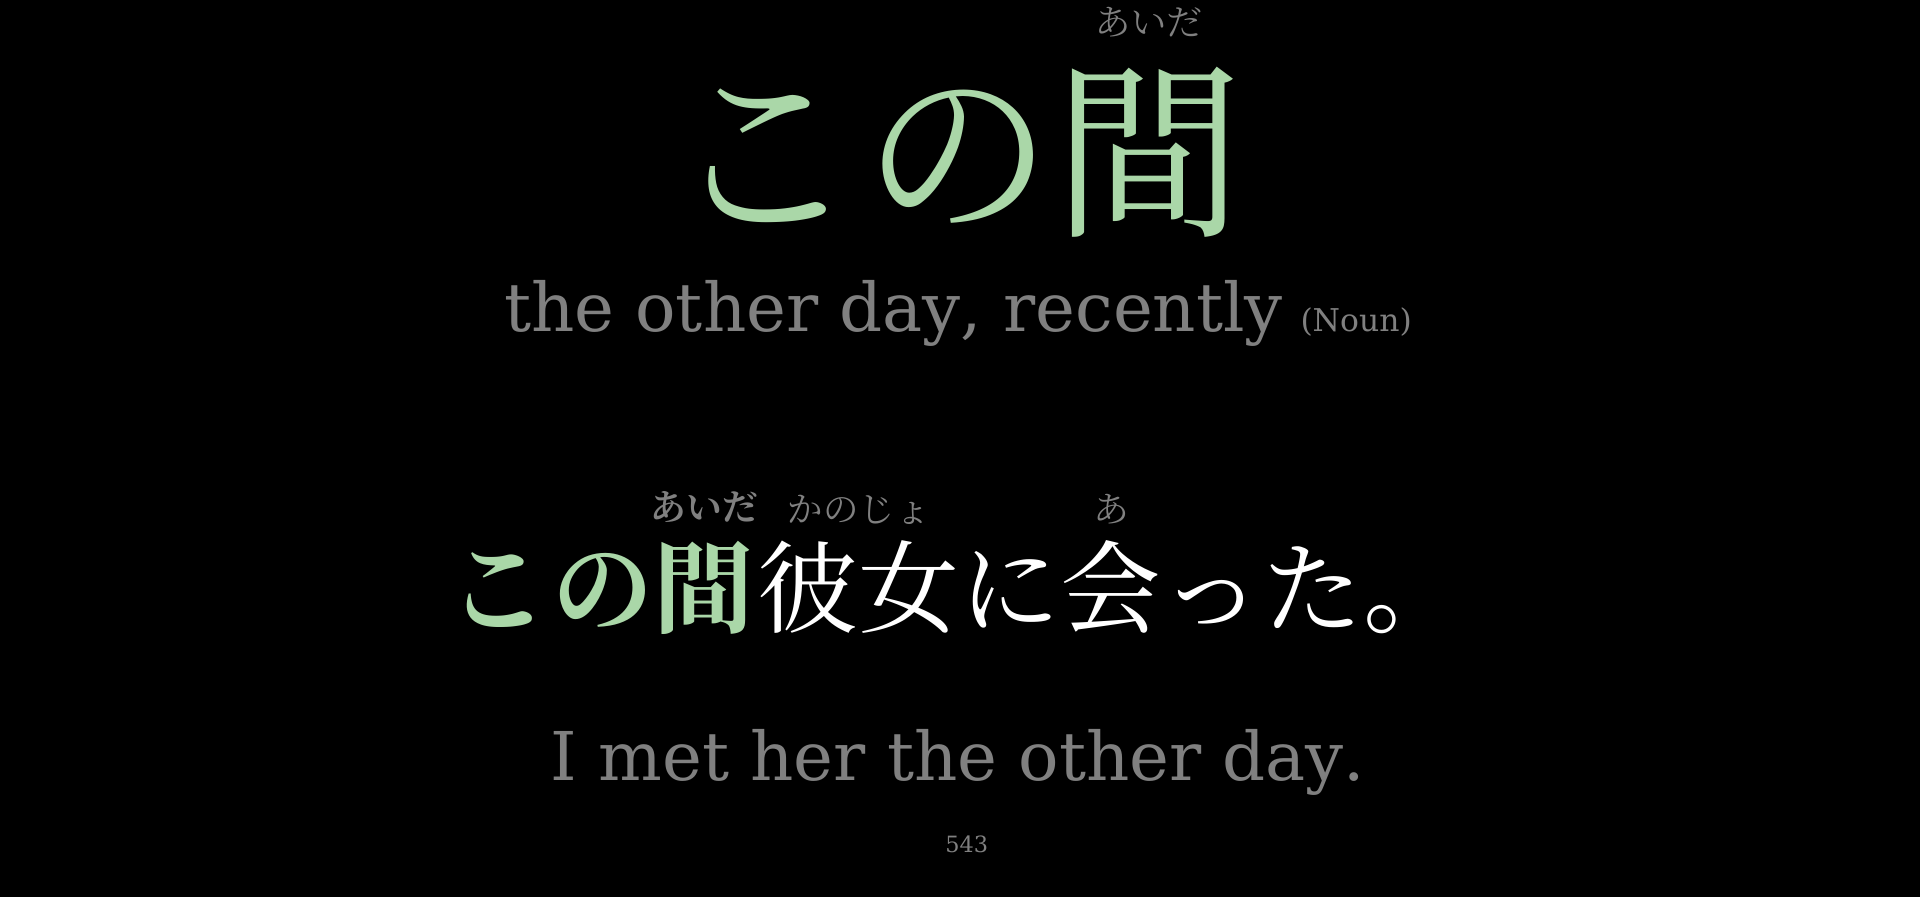 あいだ
この間
the other day, recently (Noun)
あいだ かのじょ あ
この間彼女に会った。
I met her the other day.
543